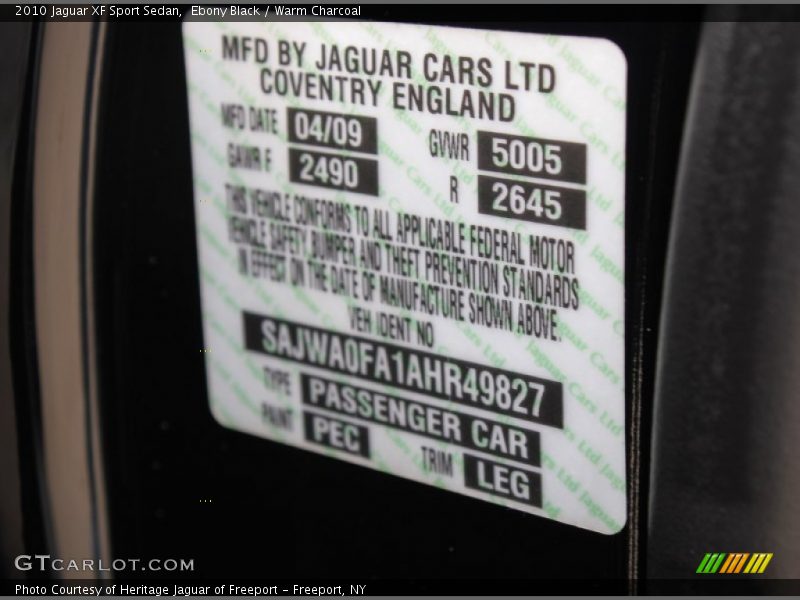 2010 Jaguar XF Sport Sedan, Ebony Black / Warm Charcoal
MFD BY JAGUAR CARS LTD
COVENTRY ENGLAND
MFD DATE 04/09 GVWR 5005
GAWR F 2490 R 2645
THIS VEHICLE CONFORMS TO ALL APPLICABLE FEDERAL MOTOR
VEHICLE SAFETY, BUMPER AND THEFT PREVENTION STANDARDS
IN EFFECT ON THE DATE OF MANUFACTURE SHOWN ABOVE.
VEH IDENT NO
SAJWA0FA1AHR49827
TYPE PASSENGER CAR
PAINT PEC TRIM LEG
GTCARLOT.COM
Photo Courtesy of Heritage Jaguar of Freeport – Freeport, NY